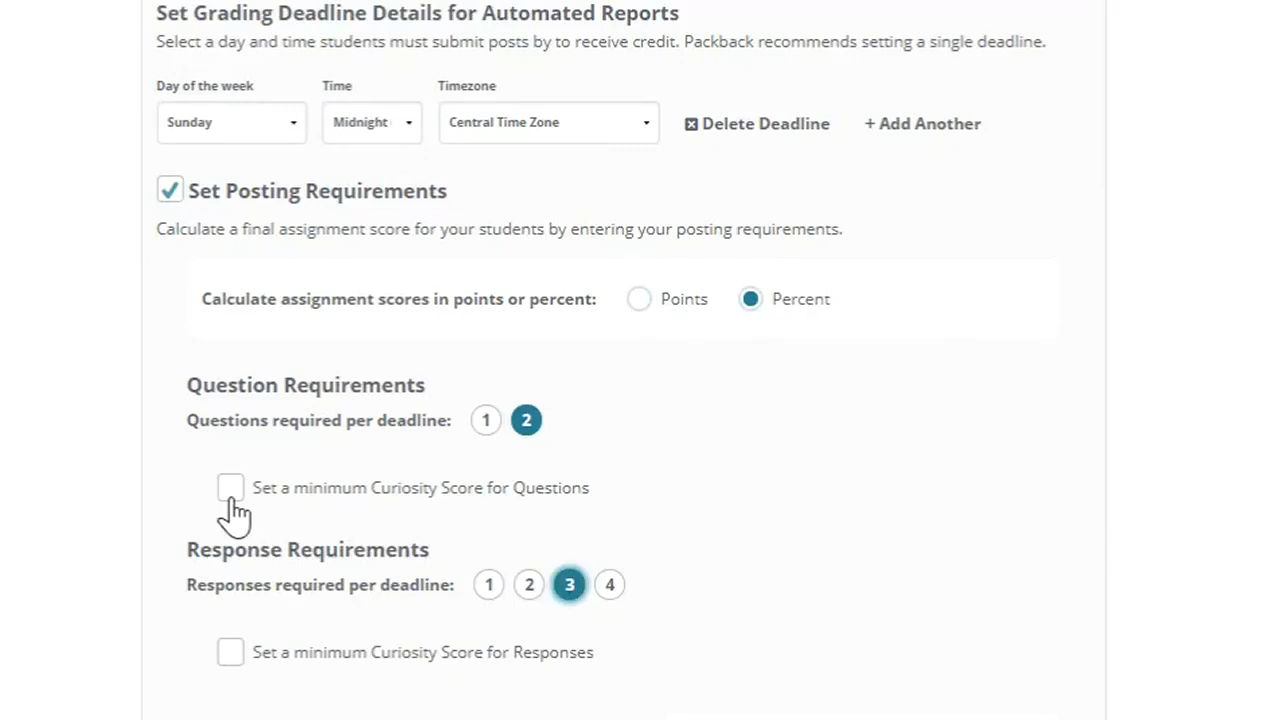 Set Grading Deadline Details for Automated Reports
Select a day and time students must submit posts by to receive credit. Packback recommends setting a single deadline.
Day of the week Time Timezone
Sunday Midnight Central Time Zone Delete Deadline + Add Another
Set Posting Requirements
Calculate a final assignment score for your students by entering your posting requirements.
Calculate assignment scores in points or percent: Points Percent
Question Requirements
Questions required per deadline: 1 2
Set a minimum Curiosity Score for Questions
Response Requirements
Responses required per deadline: 1 2 3 4
Set a minimum Curiosity Score for Responses